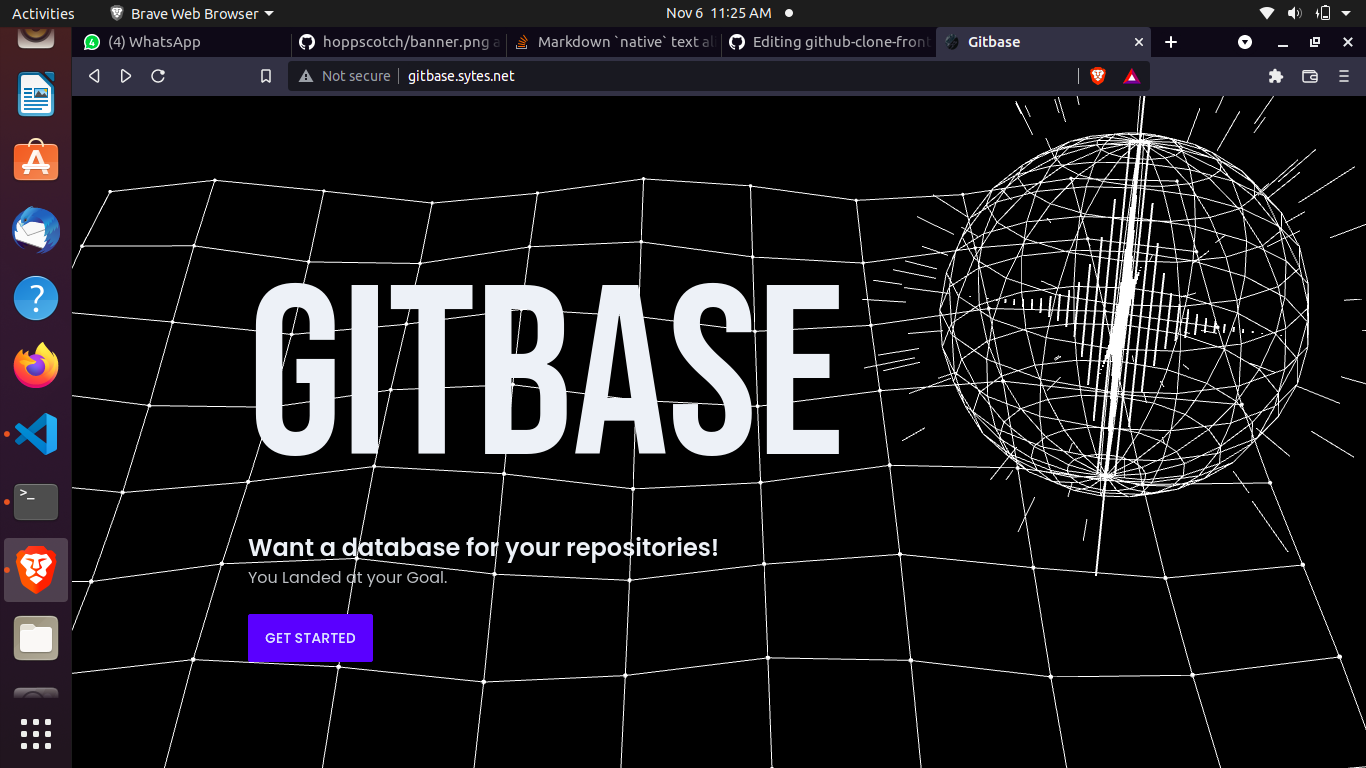 Activities
Brave Web Browser
Nov 6 11:25 AM
(4) WhatsApp
hoppscotch/banner.png a
Markdown `native` text ali
Editing github-clone-front
Gitbase
Not secure
gitbase.sytes.net
GITBASE
Want a database for your repositories!
You Landed at your Goal.
GET STARTED